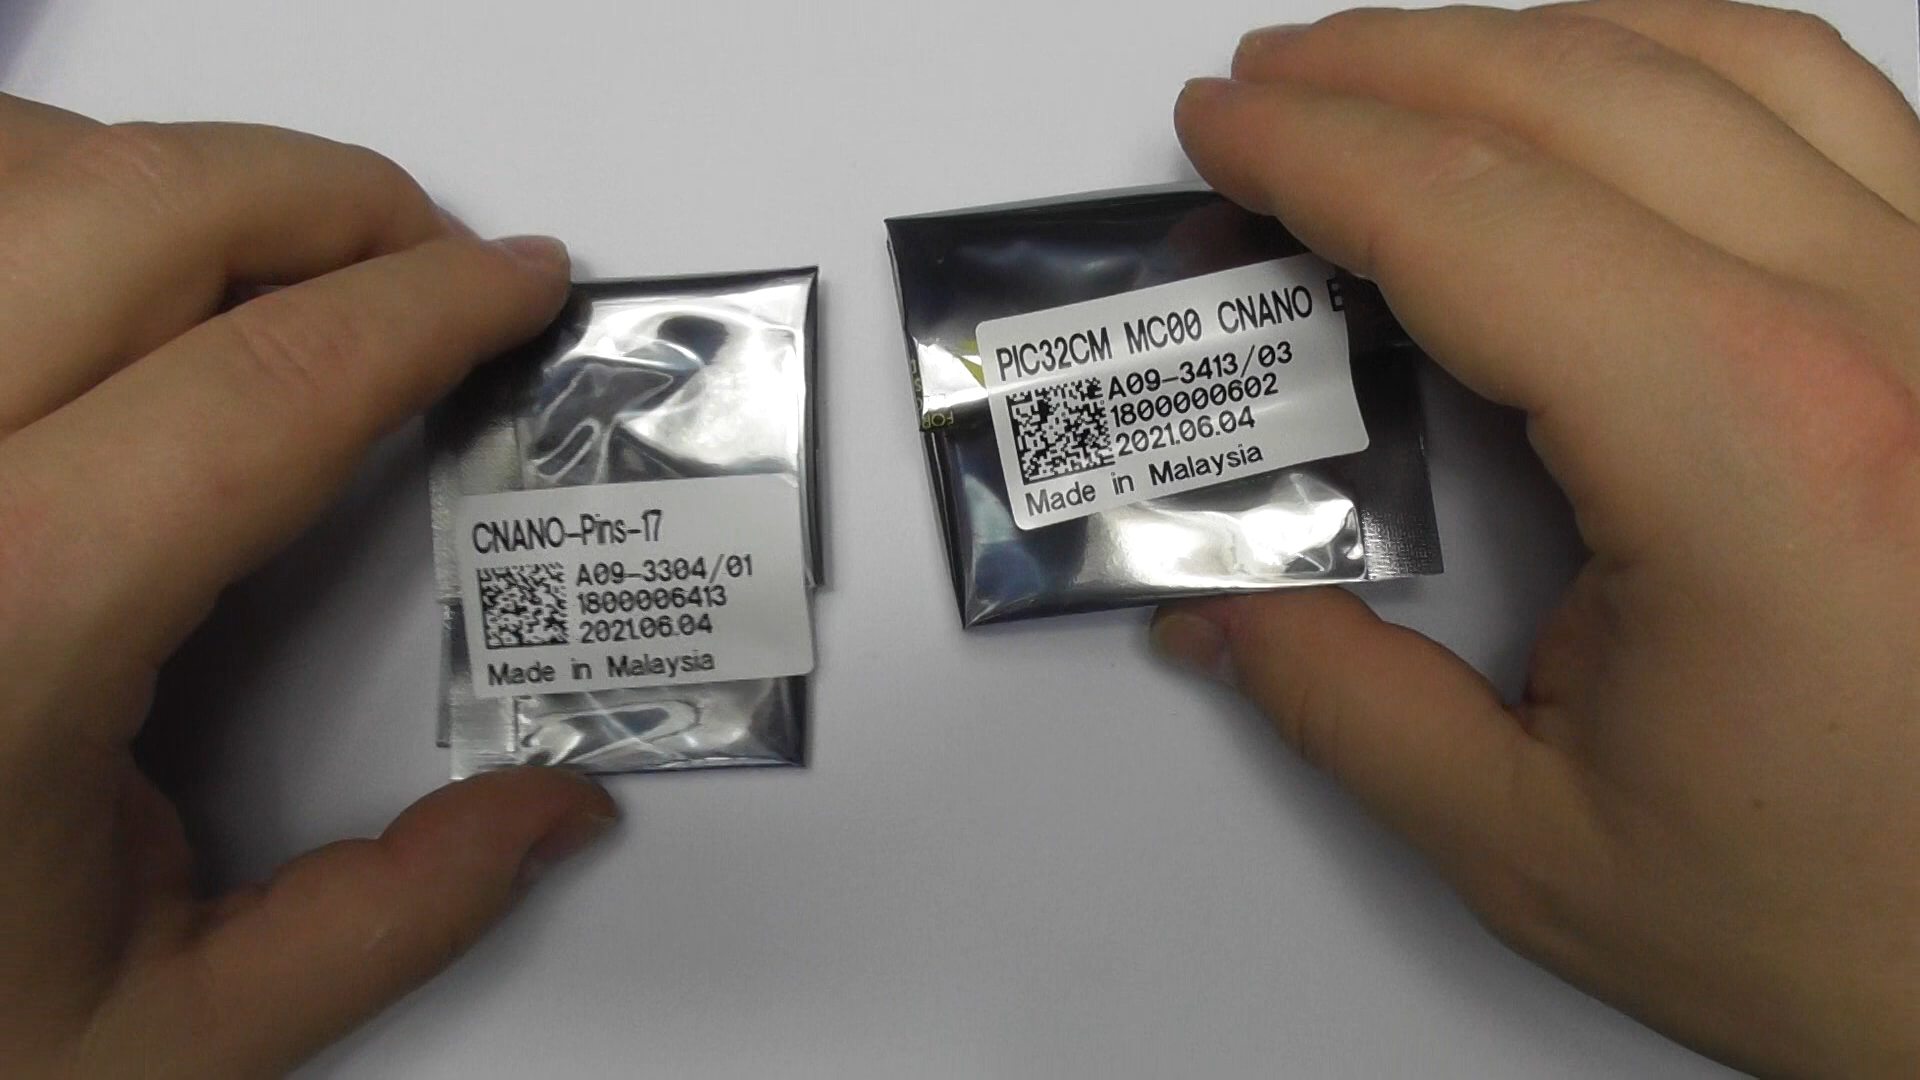 CNANO-Pins-17
A09-3304/01
1800006413
2021.06.04
Made in Malaysia
PIC32CM MC00 CNANO
A09-3413/03
1800000602
2021.06.04
Made in Malaysia
FOR